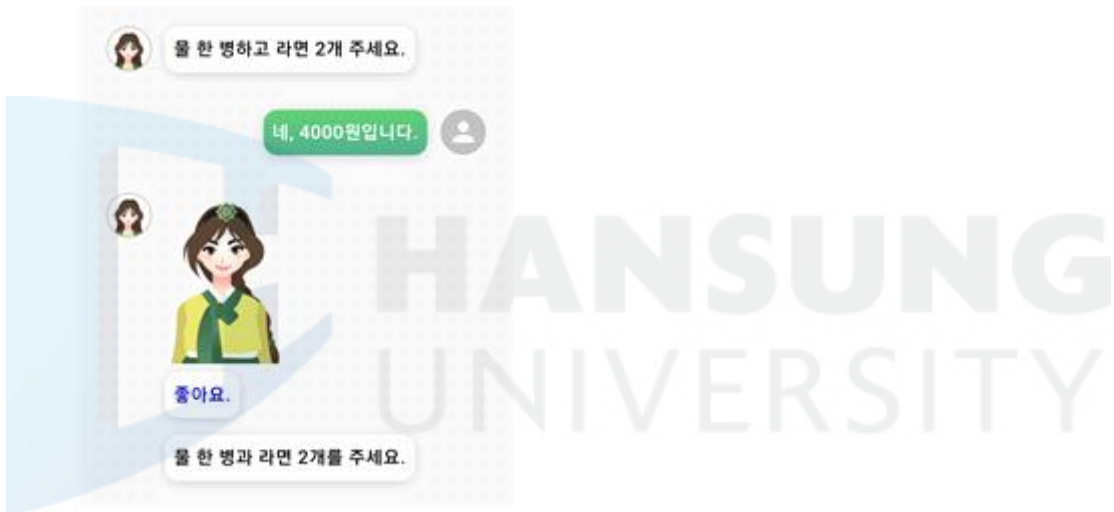 물 한 병하고 라면 2개 주세요.
네, 4000원입니다.
좋아요.
물 한 병과 라면 2개를 주세요.
HANSUNG
UNIVERSITY